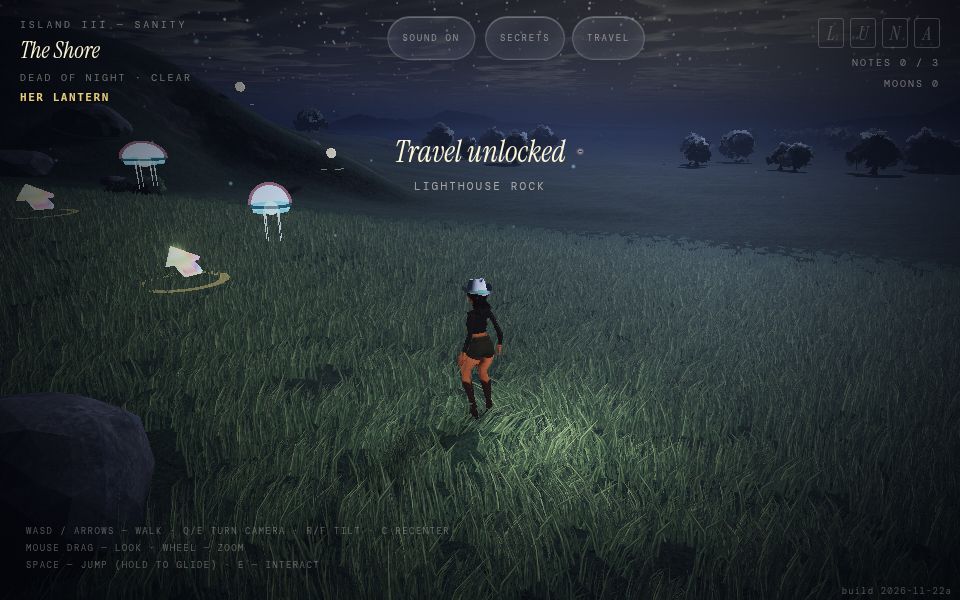 ISLAND III — SANITY
The Shore
DEAD OF NIGHT · CLEAR
HER LANTERN
SOUND ON
SECRETS
TRAVEL
L U N A
NOTES 0 / 3
MOONS 0
Travel unlocked
LIGHTHOUSE ROCK
WASD / ARROWS — WALK · Q/E TURN CAMERA · R/F TILT · C RECENTER
MOUSE DRAG — LOOK · WHEEL — ZOOM
SPACE — JUMP (HOLD TO GLIDE) · E — INTERACT
build 2026-11-22a